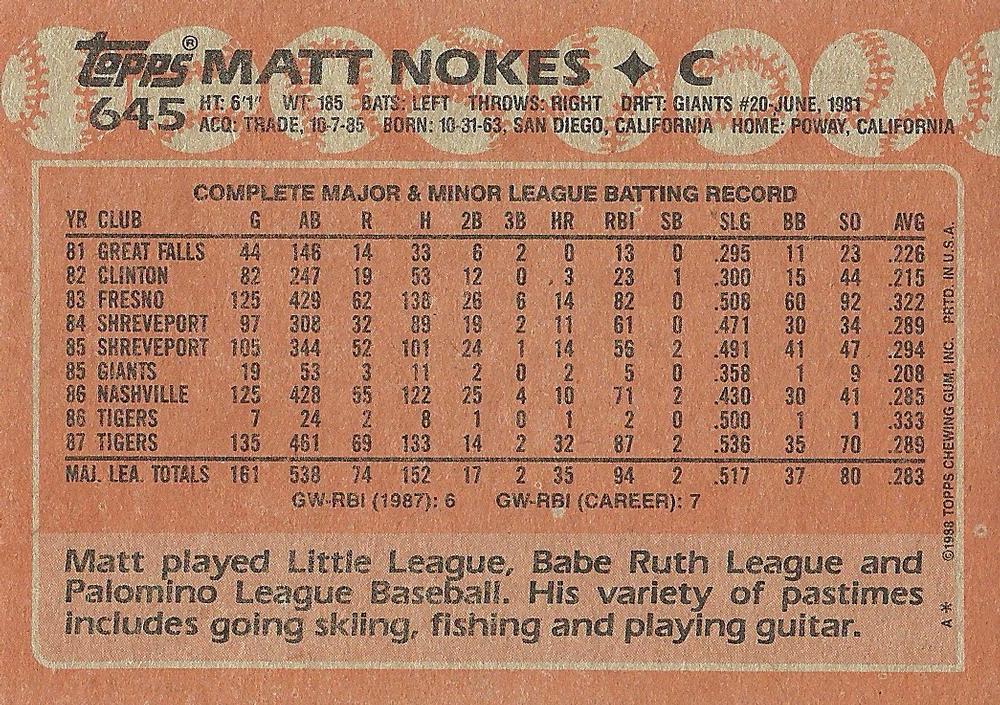 topps® MATT NOKES ✦ C
645 HT: 6'1" WT: 185 BATS: LEFT THROWS: RIGHT DRFT: GIANTS #20-JUNE, 1981
ACQ: TRADE, 10-7-85 BORN: 10-31-63, SAN DIEGO, CALIFORNIA HOME: POWAY, CALIFORNIA
COMPLETE MAJOR & MINOR LEAGUE BATTING RECORD
YR CLUB G AB R H 2B 3B HR RBI SB SLG BB SO AVG
81 GREAT FALLS 44 146 14 33 6 2 0 13 0 .295 11 23 .226
82 CLINTON 82 247 19 53 12 0 3 23 1 .300 15 44 .215
83 FRESNO 125 429 62 138 26 6 14 82 0 .508 60 92 .322
84 SHREVEPORT 97 308 32 89 19 2 11 61 0 .471 30 34 .289
85 SHREVEPORT 105 344 52 101 24 1 14 56 2 .491 41 47 .294
85 GIANTS 19 53 3 11 2 0 2 5 0 .358 1 9 .208
86 NASHVILLE 125 428 55 122 25 4 10 71 2 .430 30 41 .285
86 TIGERS 7 24 2 8 1 0 1 2 0 .500 1 1 .333
87 TIGERS 135 461 69 133 14 2 32 87 2 .536 35 70 .289
MAJ. LEA. TOTALS 161 538 74 152 17 2 35 94 2 .517 37 80 .283
GW-RBI (1987): 6 GW-RBI (CAREER): 7
Matt played Little League, Babe Ruth League and
Palomino League Baseball. His variety of pastimes
includes going skiing, fishing and playing guitar.
A * ©1988 TOPPS CHEWING GUM, INC. PRTD. IN U.S.A.